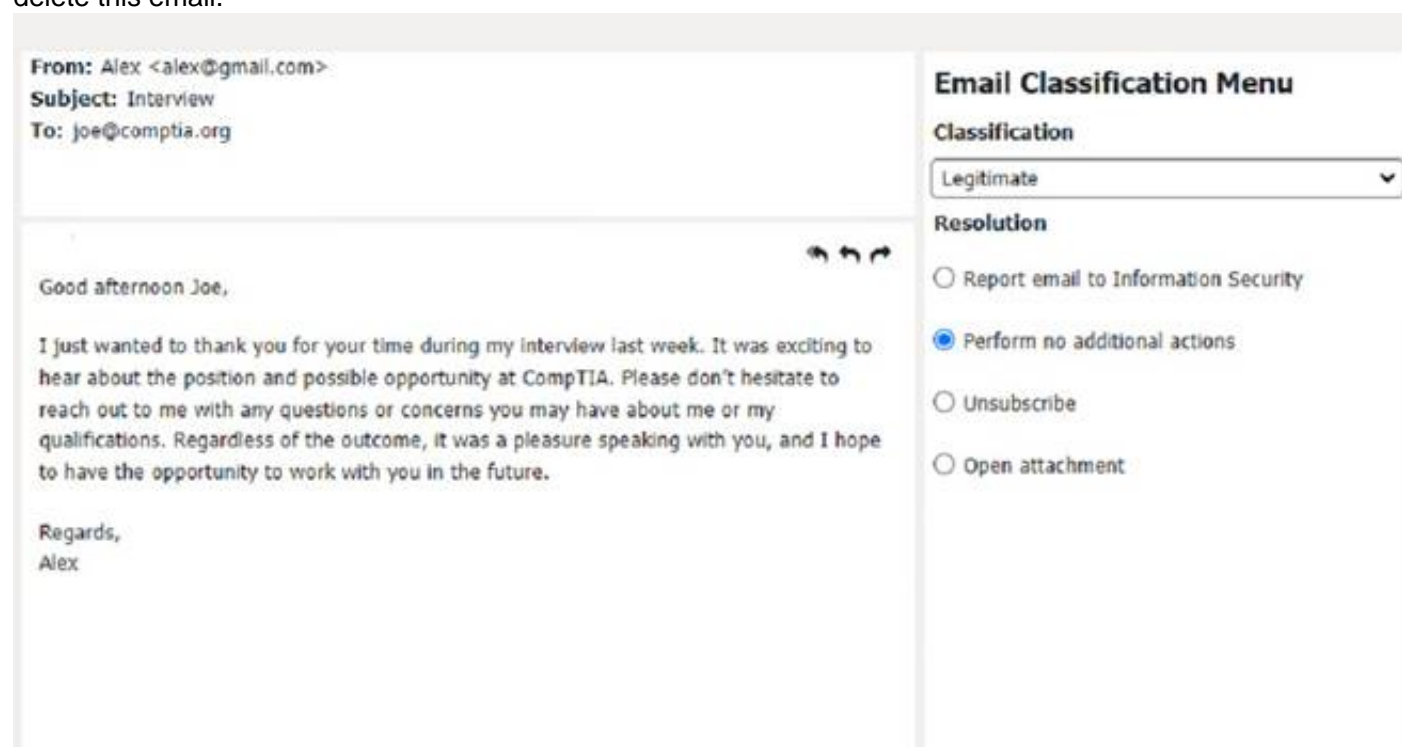 delete this email.
From: Alex <alex@gmail.com>
Subject: Interview
To: joe@comptia.org
Good afternoon Joe,
I just wanted to thank you for your time during my interview last week. It was exciting to
hear about the position and possible opportunity at CompTIA. Please don't hesitate to
reach out to me with any questions or concerns you may have about me or my
qualifications. Regardless of the outcome, it was a pleasure speaking with you, and I hope
to have the opportunity to work with you in the future.
Regards,
Alex
Email Classification Menu
Classification
Legitimate
Resolution
Report email to Information Security
Perform no additional actions
Unsubscribe
Open attachment